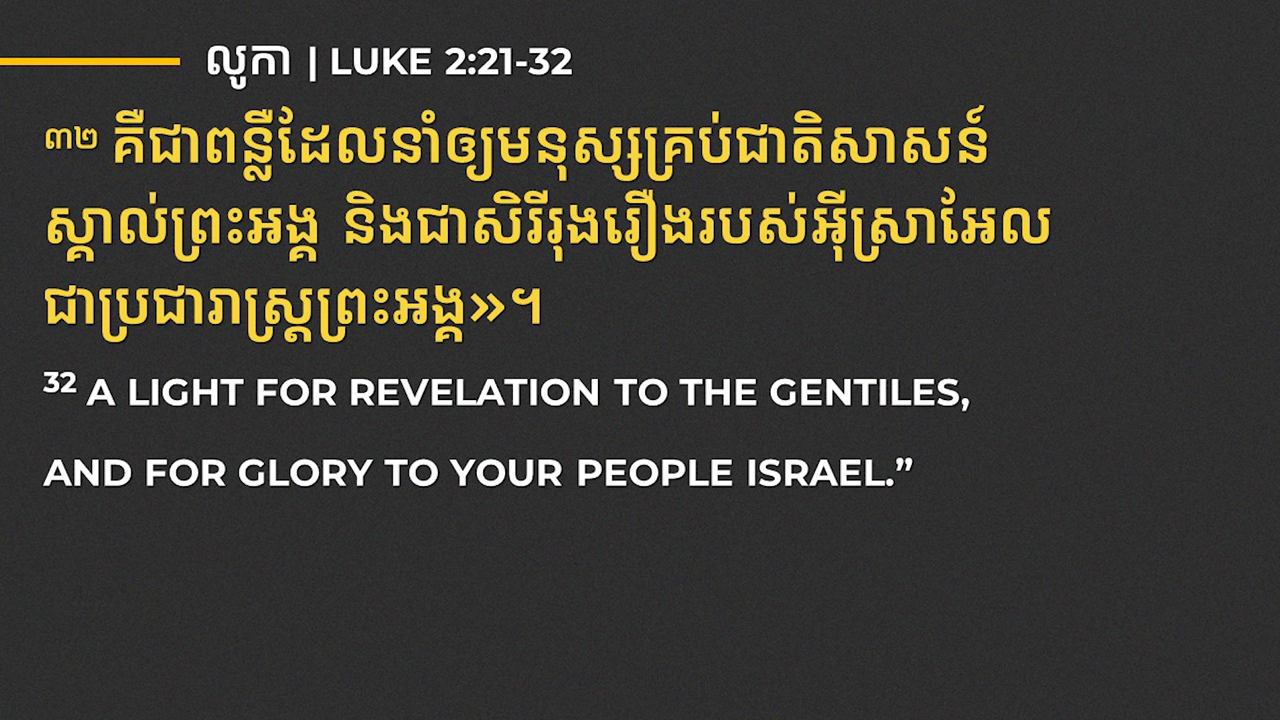 លូកា | LUKE 2:21-32
៣២ គឺជាពន្លឺដែលនាំឲ្យមនុស្សគ្រប់ជាតិសាសន៍
ស្គាល់ព្រះអង្គ និងជាសិរីរុងរឿងរបស់អ៊ីស្រាអែល
ជាប្រជារាស្ត្រព្រះអង្គ»។
32 A LIGHT FOR REVELATION TO THE GENTILES,
AND FOR GLORY TO YOUR PEOPLE ISRAEL.”